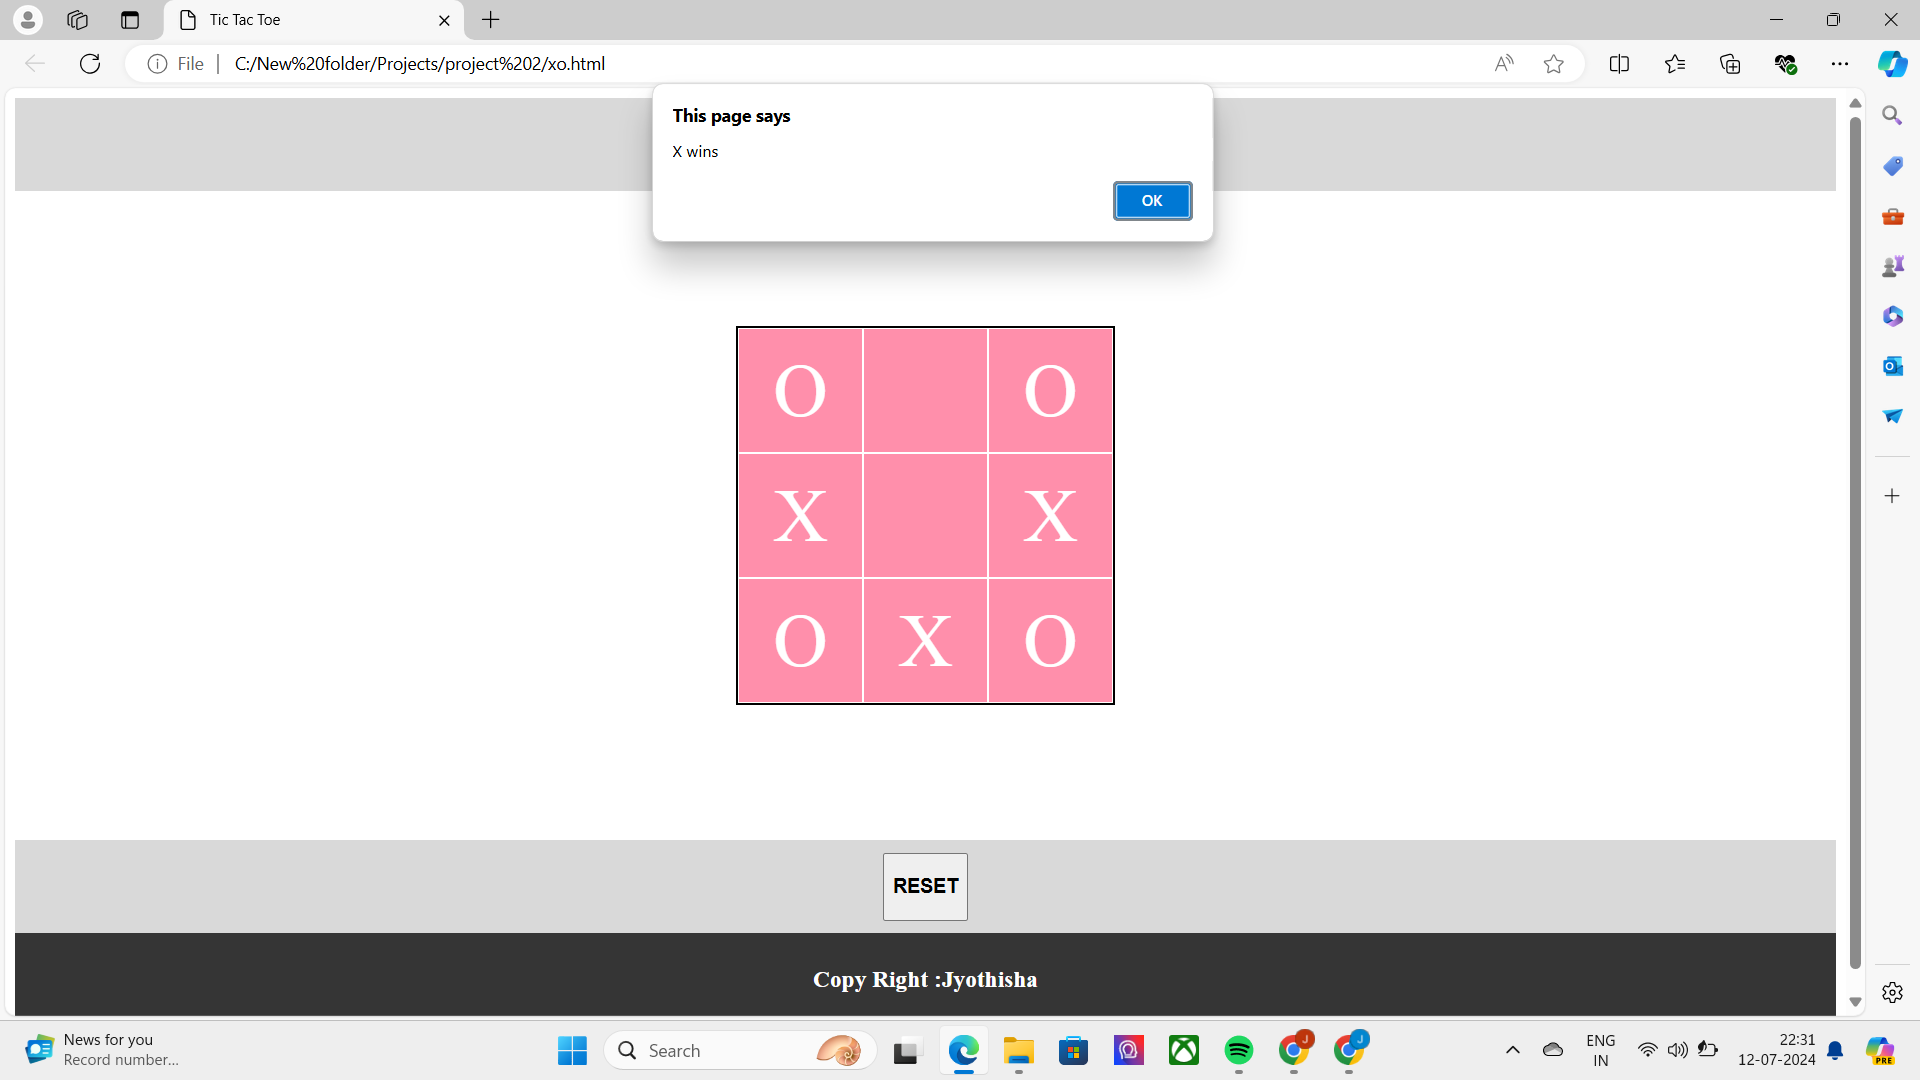 Tic Tac Toe
File
C:/New%20folder/Projects/project%202/xo.html
This page says
X wins
OK
O O
X X
O X O
RESET
Copy Right :Jyothisha
News for you
Record number...
Search
J
J
ENG
IN
22:31
12-07-2024
PRE